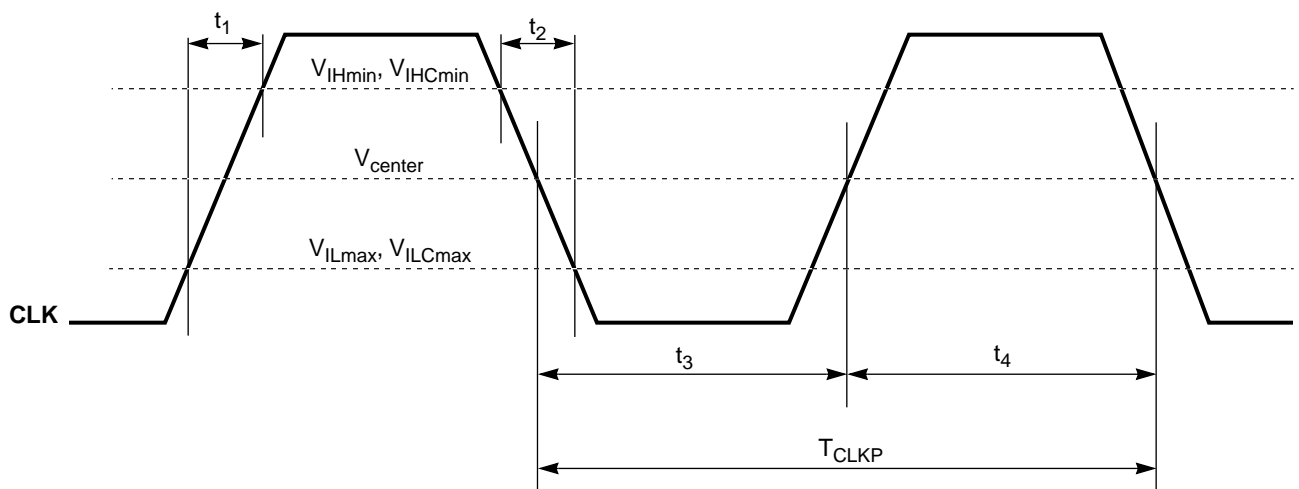 t1
t2
VIHmin, VIHCmin
Vcenter
VILmax, VILCmax
CLK
t3
t4
TCLKP